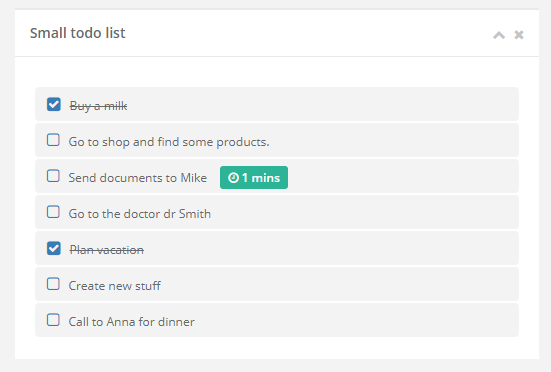 Small todo list
Buy a milk
Go to shop and find some products.
Send documents to Mike 1 mins
Go to the doctor dr Smith
Plan vacation
Create new stuff
Call to Anna for dinner